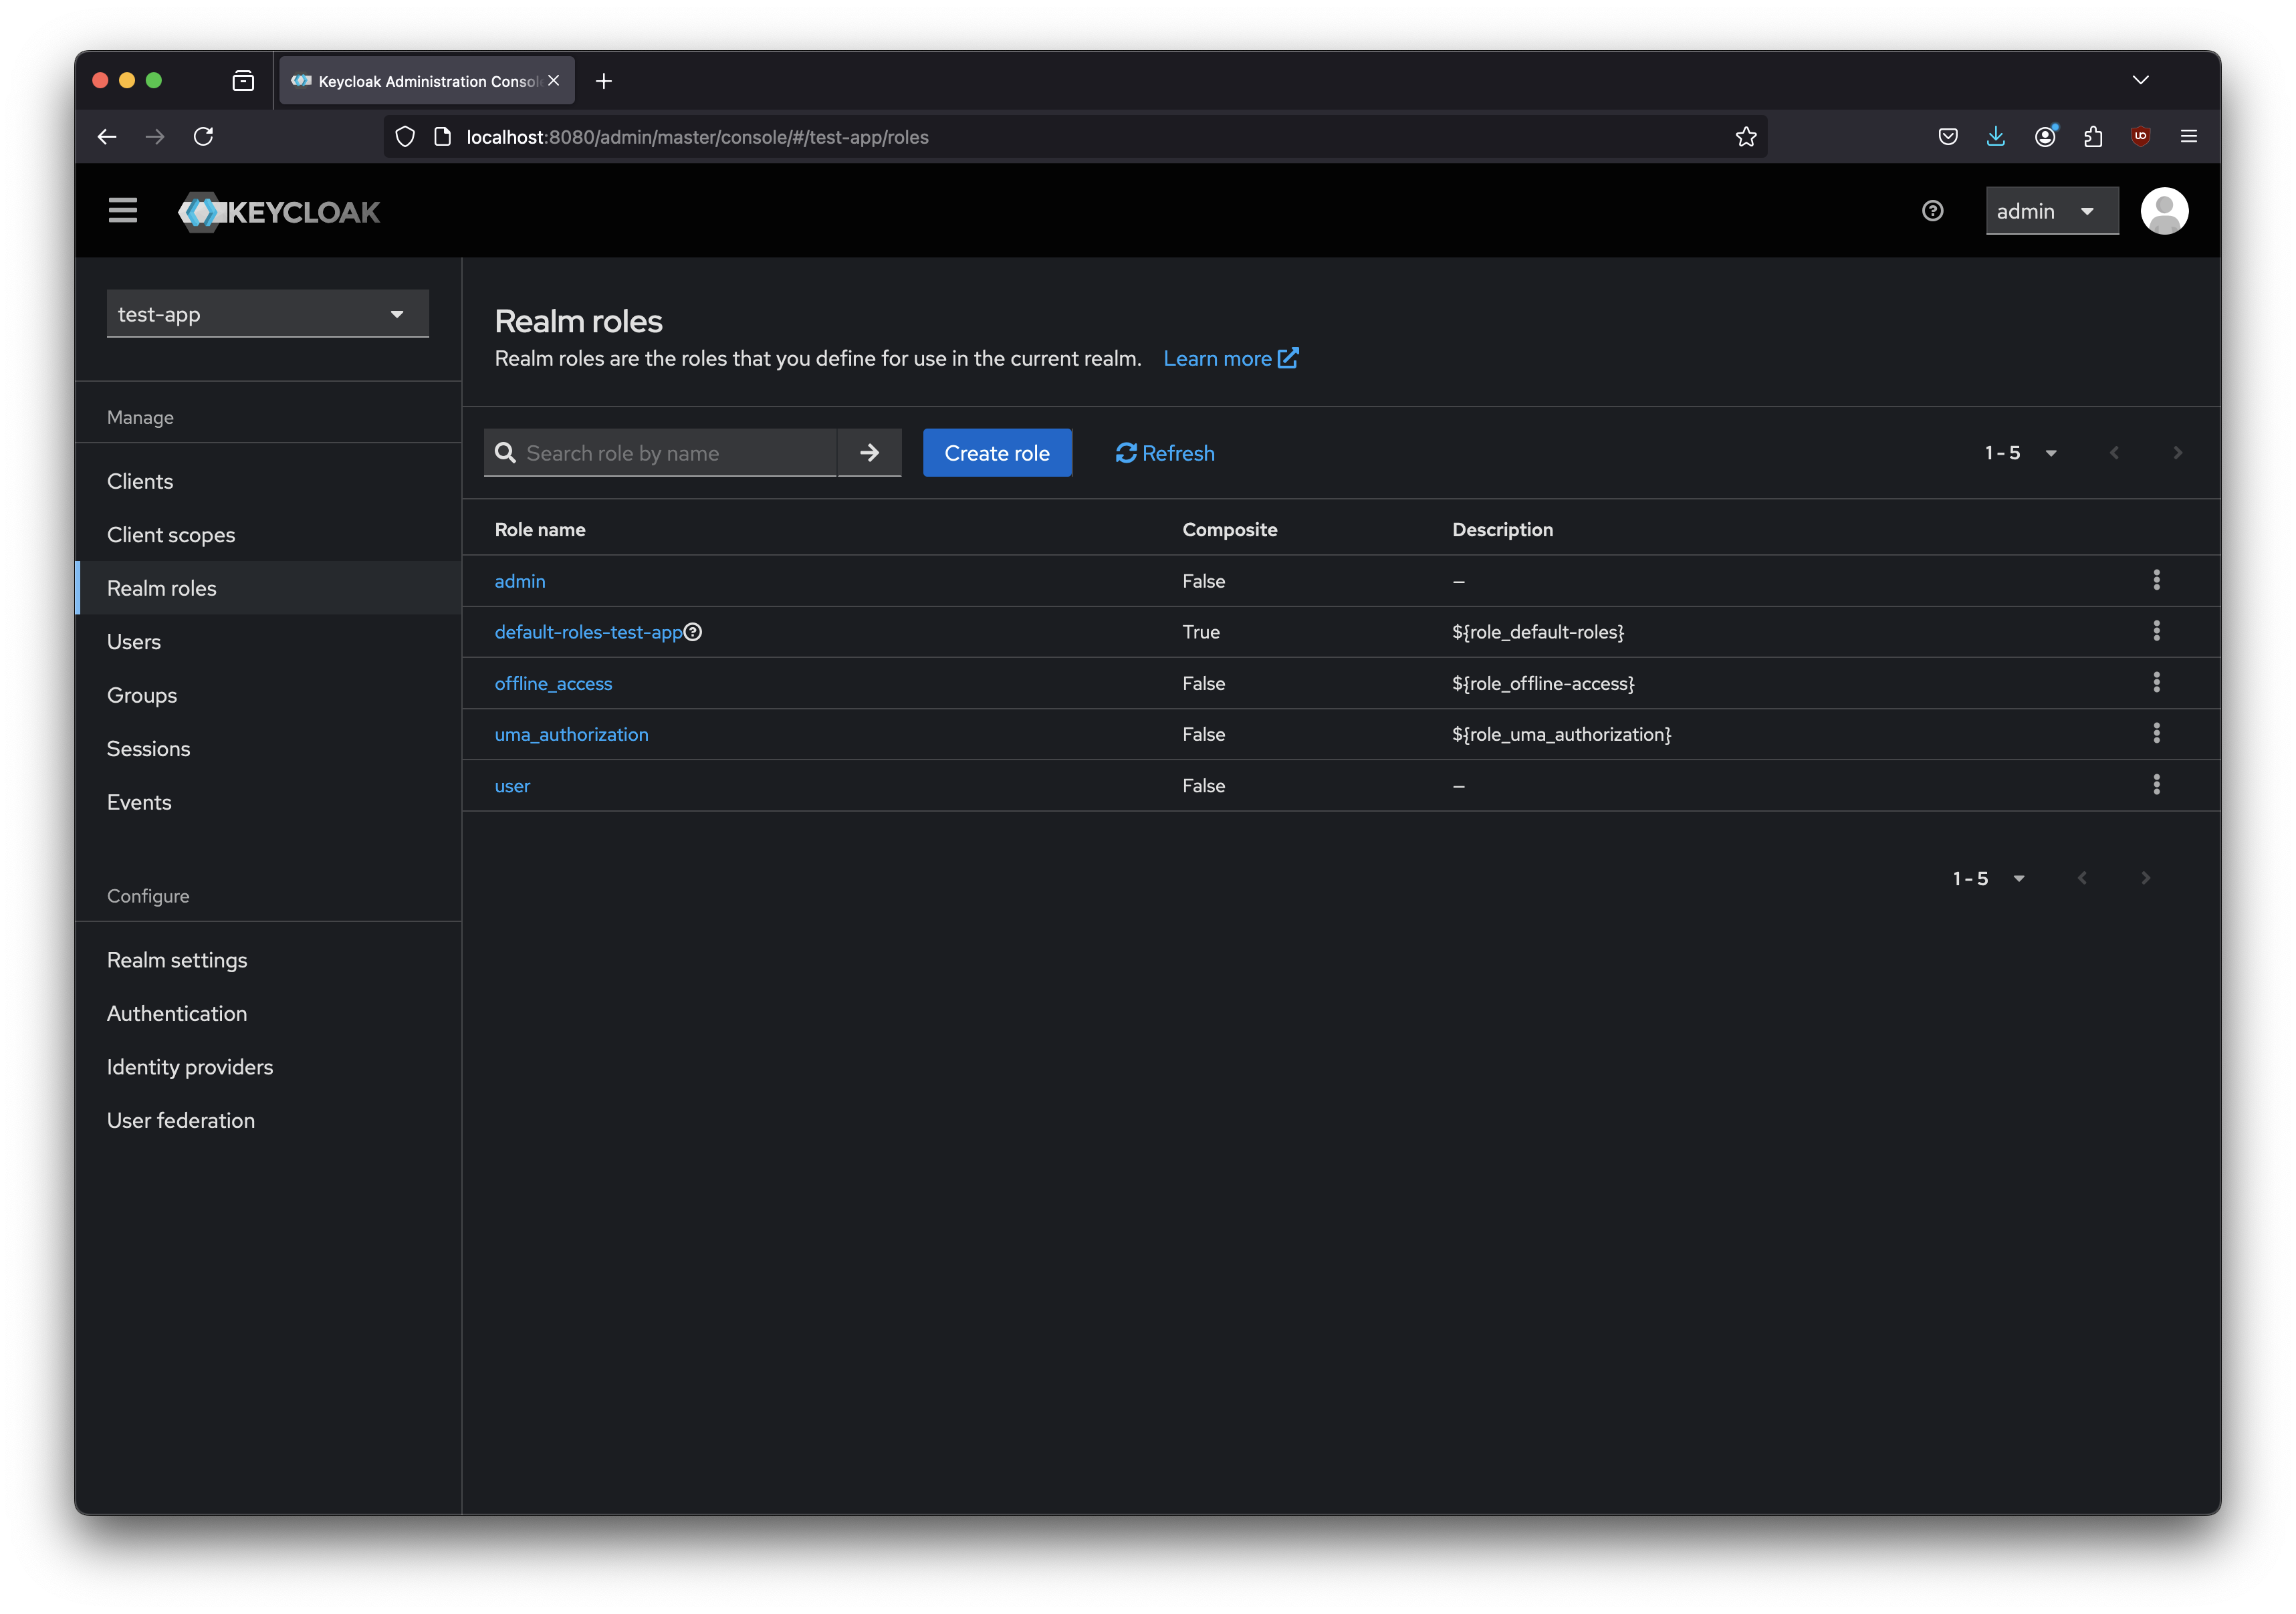 Keycloak Administration Consol
localhost:8080/admin/master/console/#/test-app/roles
KEYCLOAK
admin
test-app
Manage
Clients
Client scopes
Realm roles
Users
Groups
Sessions
Events
Configure
Realm settings
Authentication
Identity providers
User federation
Realm roles
Realm roles are the roles that you define for use in the current realm. Learn more
Search role by name
Create role
Refresh
1 - 5
Role name Composite Description
admin False –
default-roles-test-app True ${role_default-roles}
offline_access False ${role_offline-access}
uma_authorization False ${role_uma_authorization}
user False –
1 - 5